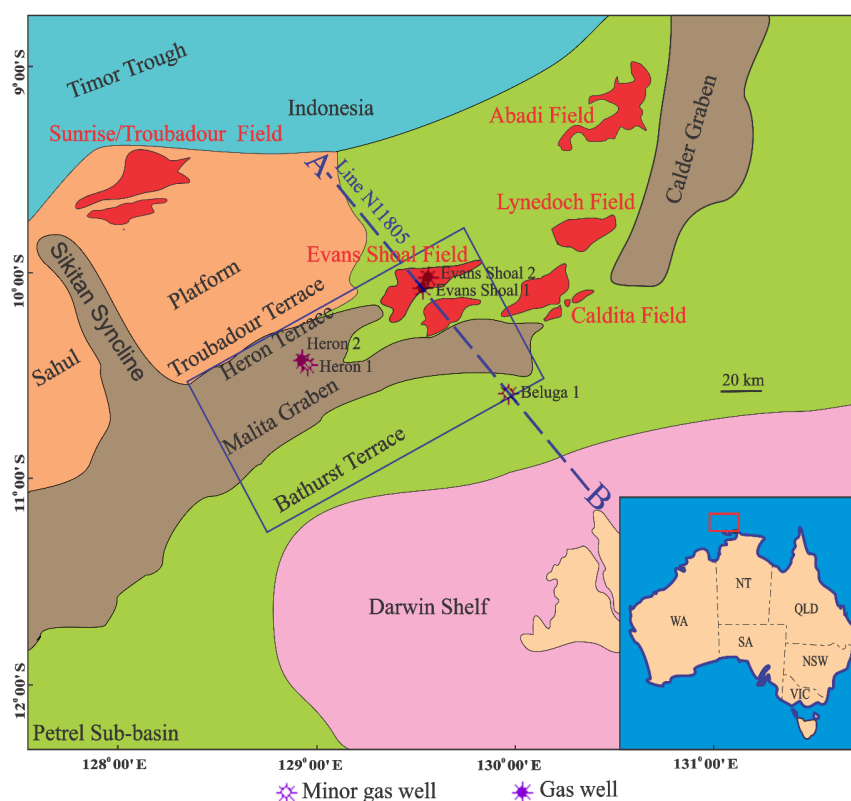 9°00'S
10°00'S
11°00'S
12°00'S
Timor Trough
Indonesia
Sunrise/Troubadour Field
Abadi Field
Calder Graben
A
Line N11805
Lynedoch Field
Evans Shoal Field
Evans Shoal 2
Evans Shoal 1
Caldita Field
Sikitan Syncline
Platform
Sahul
Troubadour Terrace
Heron Terrace
Heron 2
Heron 1
Malita Graben
Beluga 1
20 km
Bathurst Terrace
B
Darwin Shelf
Petrel Sub-basin
WA
NT
QLD
SA
NSW
VIC
128°00'E
129°00'E
130°00'E
131°00'E
Minor gas well
Gas well